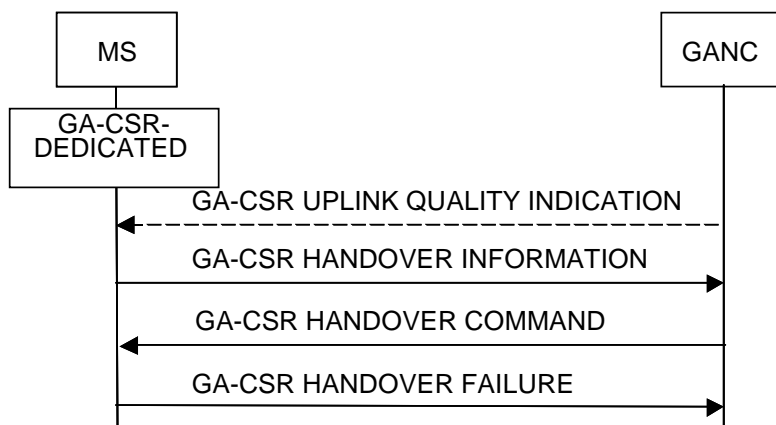 MS
GANC
GA-CSR-
DEDICATED
GA-CSR UPLINK QUALITY INDICATION
GA-CSR HANDOVER INFORMATION
GA-CSR HANDOVER COMMAND
GA-CSR HANDOVER FAILURE